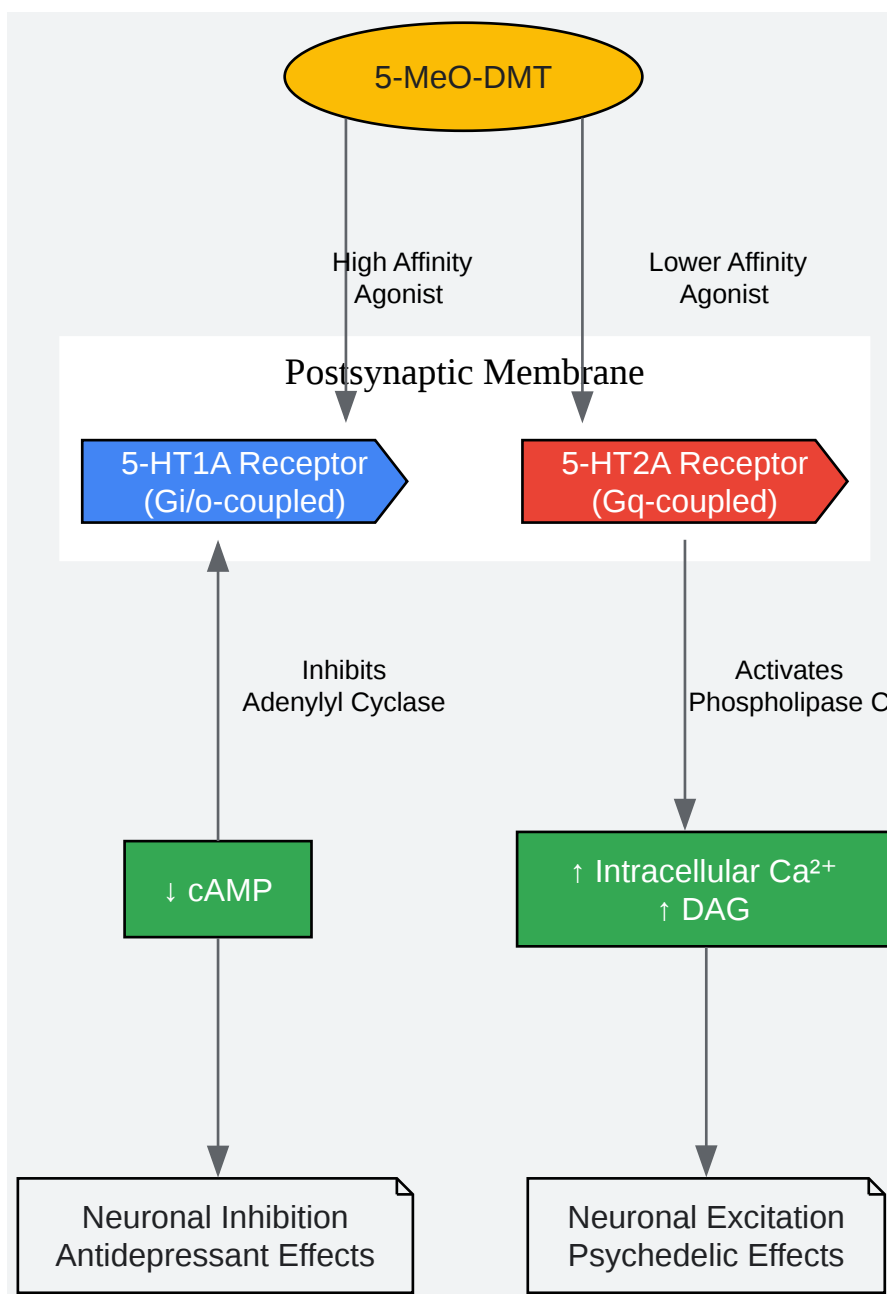 5-MeO-DMT
High Affinity
Agonist
Lower Affinity
Agonist
Postsynaptic Membrane
5-HT1A Receptor
(Gi/o-coupled)
5-HT2A Receptor
(Gq-coupled)
Inhibits
Adenylyl Cyclase
Activates
Phospholipase C
↓ cAMP
↑ Intracellular Ca²⁺
↑ DAG
Neuronal Inhibition
Antidepressant Effects
Neuronal Excitation
Psychedelic Effects